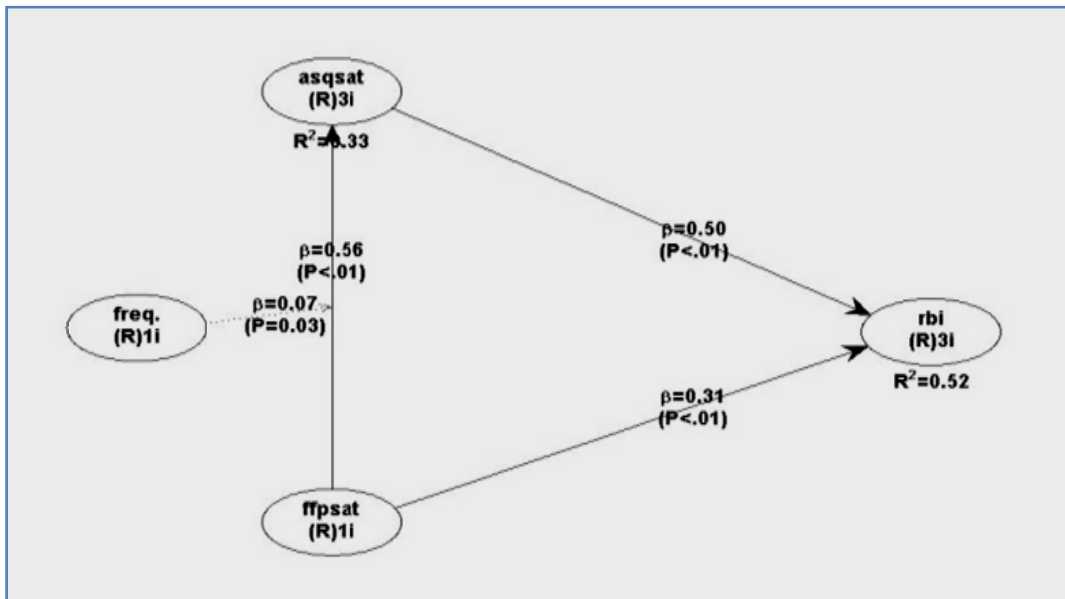 asqsat
(R)3i
R²=0.33
β=0.56
(P<.01)
β=0.50
(P<.01)
freq.
(R)1i
β=0.07
(P=0.03)
rbi
(R)3i
R²=0.52
β=0.31
(P<.01)
ffpsat
(R)1i